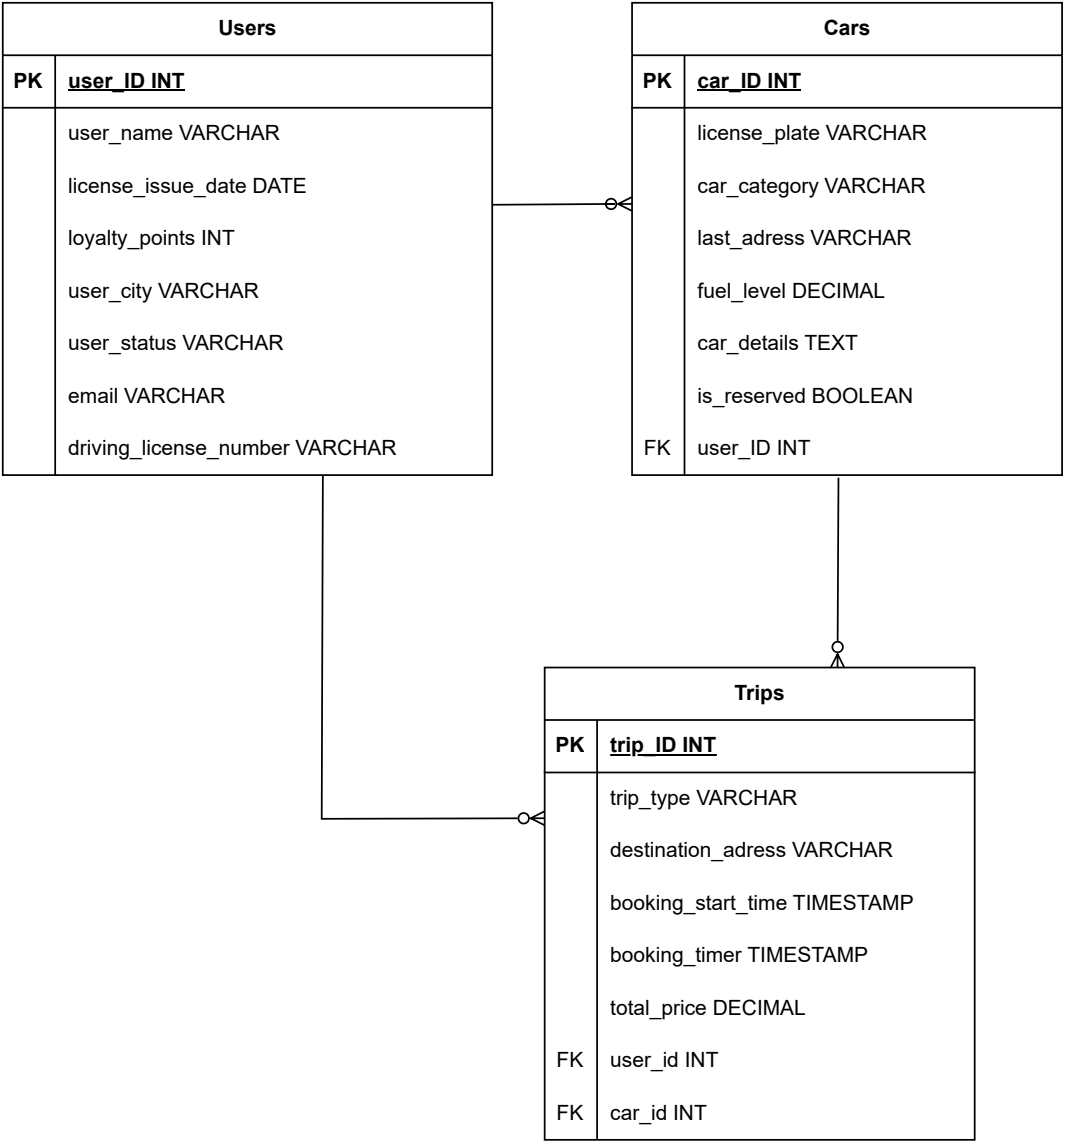 Users
PK user_ID INT
user_name VARCHAR
license_issue_date DATE
loyalty_points INT
user_city VARCHAR
user_status VARCHAR
email VARCHAR
driving_license_number VARCHAR
Cars
PK car_ID INT
license_plate VARCHAR
car_category VARCHAR
last_adress VARCHAR
fuel_level DECIMAL
car_details TEXT
is_reserved BOOLEAN
FK user_ID INT
Trips
PK trip_ID INT
trip_type VARCHAR
destination_adress VARCHAR
booking_start_time TIMESTAMP
booking_timer TIMESTAMP
total_price DECIMAL
FK user_id INT
FK car_id INT